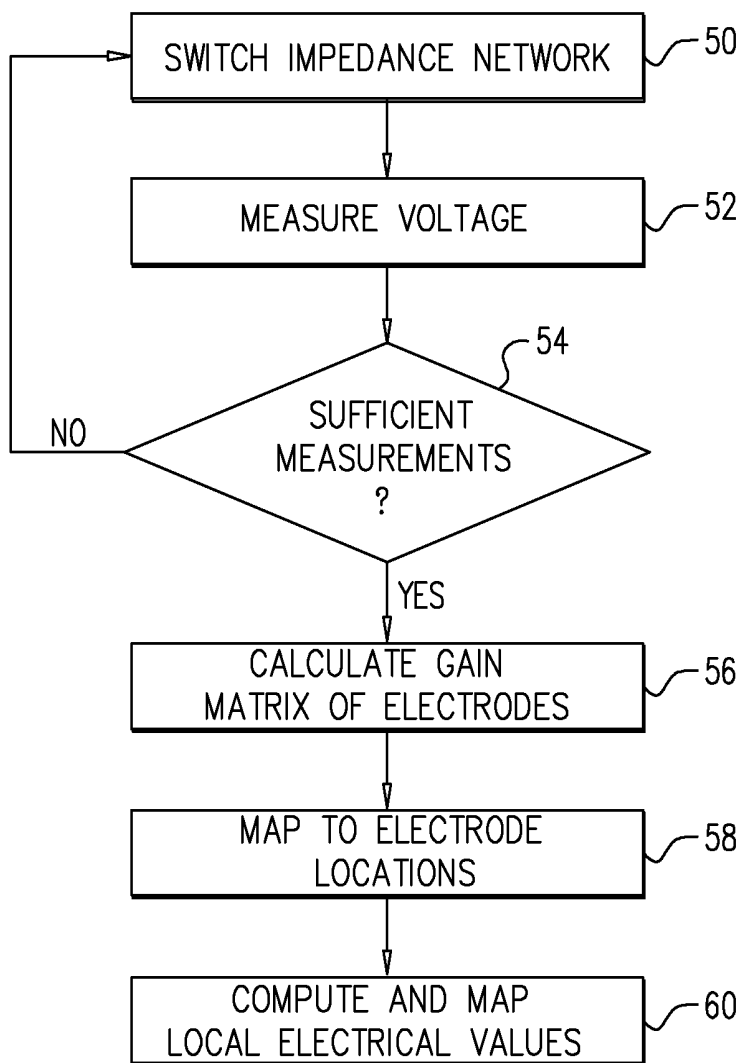 SWITCH IMPEDANCE NETWORK
50
MEASURE VOLTAGE
52
54
SUFFICIENT
MEASUREMENTS
?
NO
YES
CALCULATE GAIN
MATRIX OF ELECTRODES
56
MAP TO ELECTRODE
LOCATIONS
58
COMPUTE AND MAP
LOCAL ELECTRICAL VALUES
60